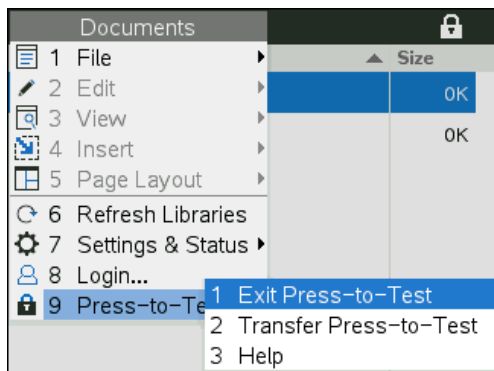 Documents
1 File
Size
2 Edit
0K
3 View
0K
4 Insert
5 Page Layout
6 Refresh Libraries
7 Settings & Status
8 Login...
9 Press-to-Te
1 Exit Press-to-Test
2 Transfer Press-to-Test
3 Help